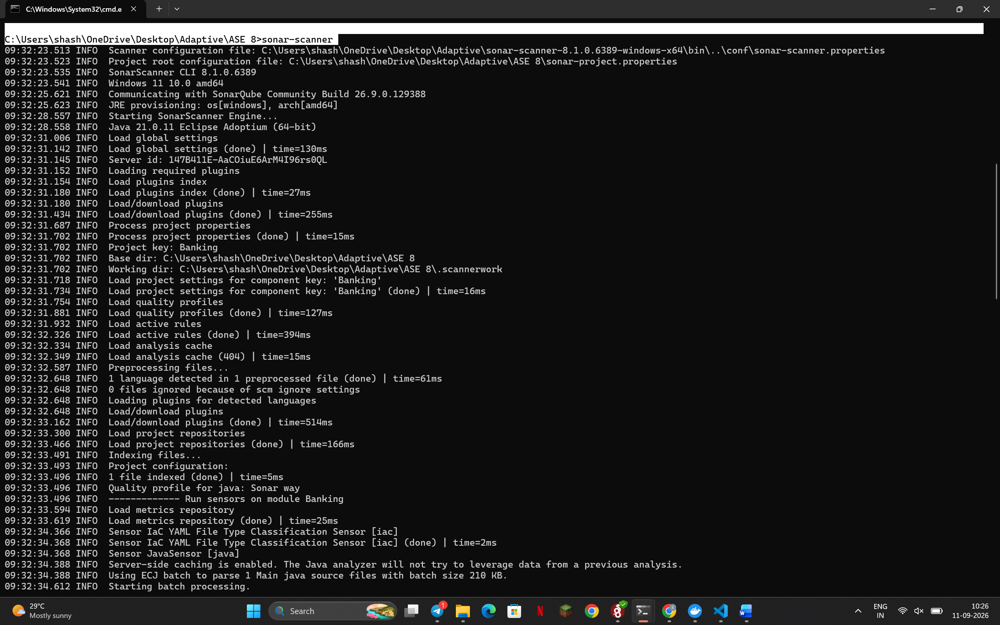 C:\Windows\System32\cmd.e
C:\Users\shash\OneDrive\Desktop\Adaptive\ASE 8>sonar-scanner
09:32:23.513 INFO  Scanner configuration file: C:\Users\shash\OneDrive\Desktop\Adaptive\sonar-scanner-8.1.0.6389-windows-x64\bin\..\conf\sonar-scanner.properties
09:32:23.523 INFO  Project root configuration file: C:\Users\shash\OneDrive\Desktop\Adaptive\ASE 8\sonar-project.properties
09:32:23.535 INFO  SonarScanner CLI 8.1.0.6389
09:32:23.541 INFO  Windows 11 10.0 amd64
09:32:25.621 INFO  Communicating with SonarQube Community Build 26.9.0.129388
09:32:25.623 INFO  JRE provisioning: os[windows], arch[amd64]
09:32:28.557 INFO  Starting SonarScanner Engine...
09:32:28.558 INFO  Java 21.0.11 Eclipse Adoptium (64-bit)
09:32:31.006 INFO  Load global settings
09:32:31.142 INFO  Load global settings (done) | time=130ms
09:32:31.145 INFO  Server id: 147B411E-AaCOiuE6ArM4I96rs0QL
09:32:31.152 INFO  Loading required plugins
09:32:31.154 INFO  Load plugins index
09:32:31.180 INFO  Load plugins index (done) | time=27ms
09:32:31.180 INFO  Load/download plugins
09:32:31.434 INFO  Load/download plugins (done) | time=255ms
09:32:31.687 INFO  Process project properties
09:32:31.702 INFO  Process project properties (done) | time=15ms
09:32:31.702 INFO  Project key: Banking
09:32:31.702 INFO  Base dir: C:\Users\shash\OneDrive\Desktop\Adaptive\ASE 8
09:32:31.702 INFO  Working dir: C:\Users\shash\OneDrive\Desktop\Adaptive\ASE 8\.scannerwork
09:32:31.718 INFO  Load project settings for component key: 'Banking'
09:32:31.734 INFO  Load project settings for component key: 'Banking' (done) | time=16ms
09:32:31.754 INFO  Load quality profiles
09:32:31.881 INFO  Load quality profiles (done) | time=127ms
09:32:31.932 INFO  Load active rules
09:32:32.326 INFO  Load active rules (done) | time=394ms
09:32:32.334 INFO  Load analysis cache
09:32:32.349 INFO  Load analysis cache (404) | time=15ms
09:32:32.587 INFO  Preprocessing files...
09:32:32.648 INFO  1 language detected in 1 preprocessed file (done) | time=61ms
09:32:32.648 INFO  0 files ignored because of scm ignore settings
09:32:32.648 INFO  Loading plugins for detected languages
09:32:32.648 INFO  Load/download plugins
09:32:33.162 INFO  Load/download plugins (done) | time=514ms
09:32:33.300 INFO  Load project repositories
09:32:33.466 INFO  Load project repositories (done) | time=166ms
09:32:33.491 INFO  Indexing files...
09:32:33.493 INFO  Project configuration:
09:32:33.496 INFO  1 file indexed (done) | time=5ms
09:32:33.496 INFO  Quality profile for java: Sonar way
09:32:33.496 INFO  ------------- Run sensors on module Banking
09:32:33.594 INFO  Load metrics repository
09:32:33.619 INFO  Load metrics repository (done) | time=25ms
09:32:34.366 INFO  Sensor IaC YAML File Type Classification Sensor [iac]
09:32:34.368 INFO  Sensor IaC YAML File Type Classification Sensor [iac] (done) | time=2ms
09:32:34.368 INFO  Sensor JavaSensor [java]
09:32:34.388 INFO  Server-side caching is enabled. The Java analyzer will not try to leverage data from a previous analysis.
09:32:34.388 INFO  Using ECJ batch to parse 1 Main java source files with batch size 210 KB.
09:32:34.612 INFO  Starting batch processing.
29°C
Mostly sunny
Search
1
ENG
IN
10:26
11-09-2026